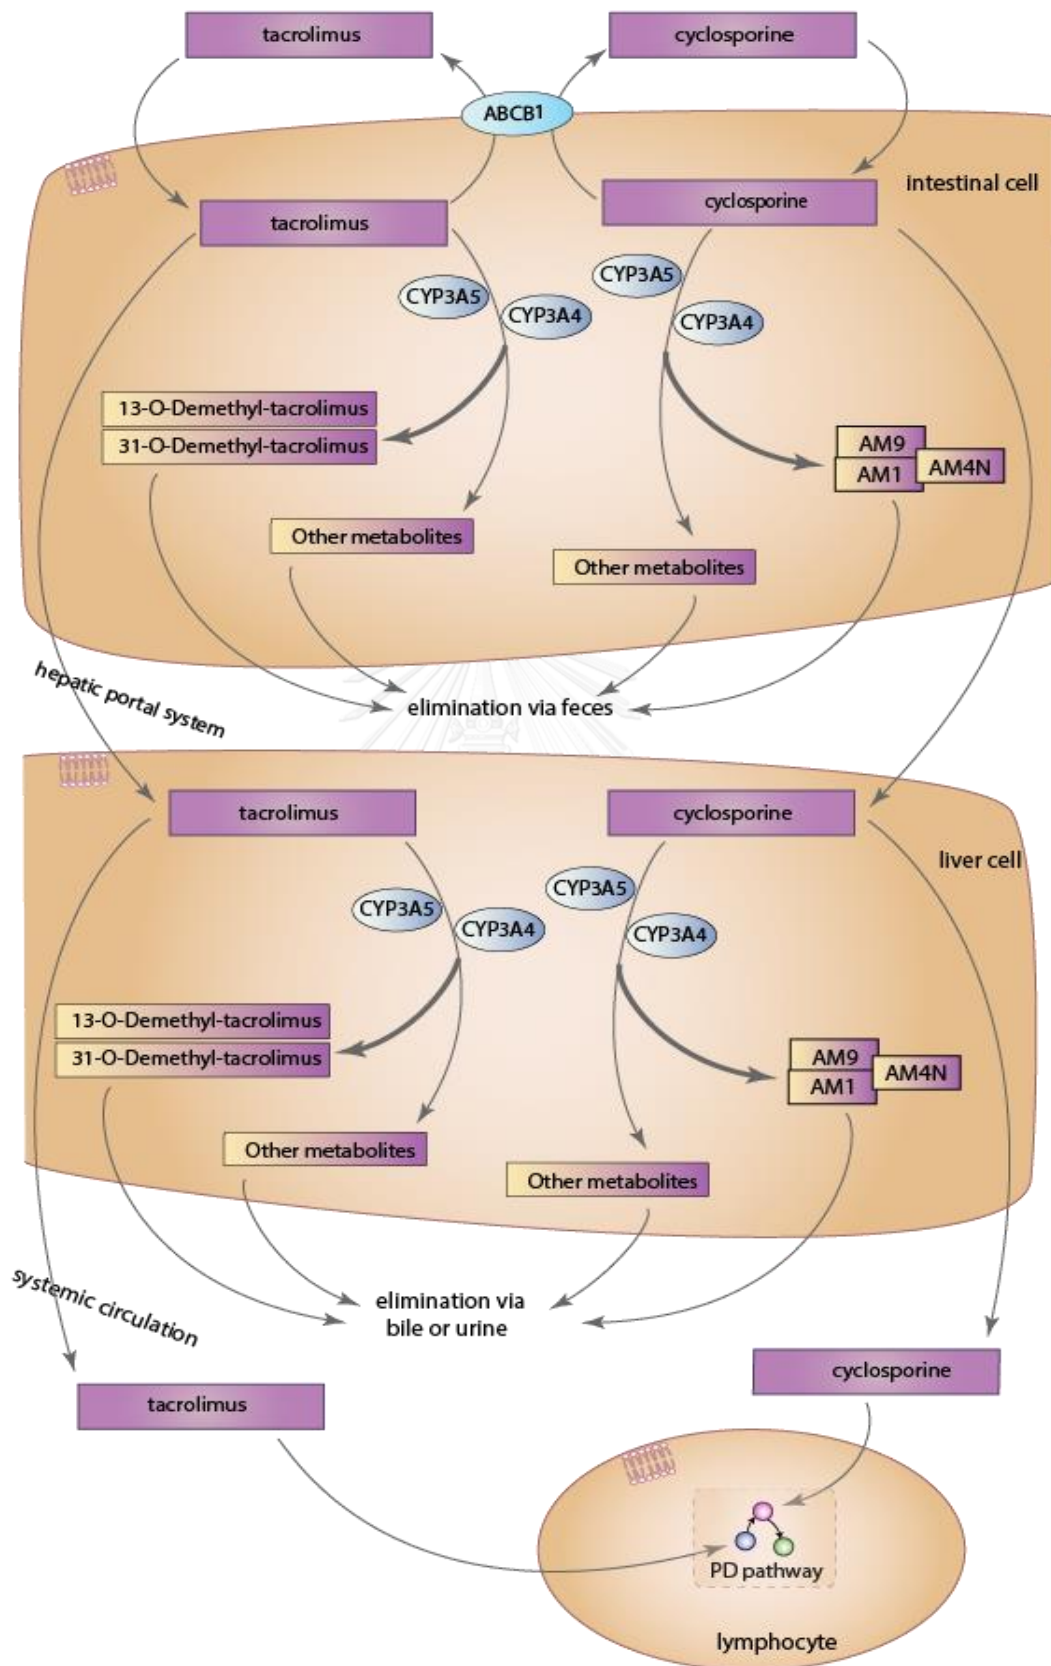 tacrolimus
cyclosporine
ABCB1
intestinal cell
tacrolimus
cyclosporine
CYP3A5
CYP3A4
CYP3A5
CYP3A4
13-O-Demethyl-tacrolimus
31-O-Demethyl-tacrolimus
AM9
AM1
AM4N
Other metabolites
Other metabolites
hepatic portal system
elimination via feces
tacrolimus
cyclosporine
liver cell
CYP3A5
CYP3A4
CYP3A5
CYP3A4
13-O-Demethyl-tacrolimus
31-O-Demethyl-tacrolimus
AM9
AM1
AM4N
Other metabolites
Other metabolites
systemic circulation
elimination via
bile or urine
cyclosporine
tacrolimus
PD pathway
lymphocyte